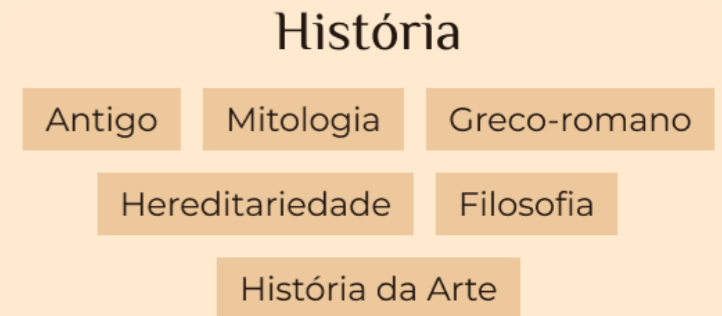 História
Antigo Mitologia Greco-romano
Hereditariedade Filosofia
História da Arte